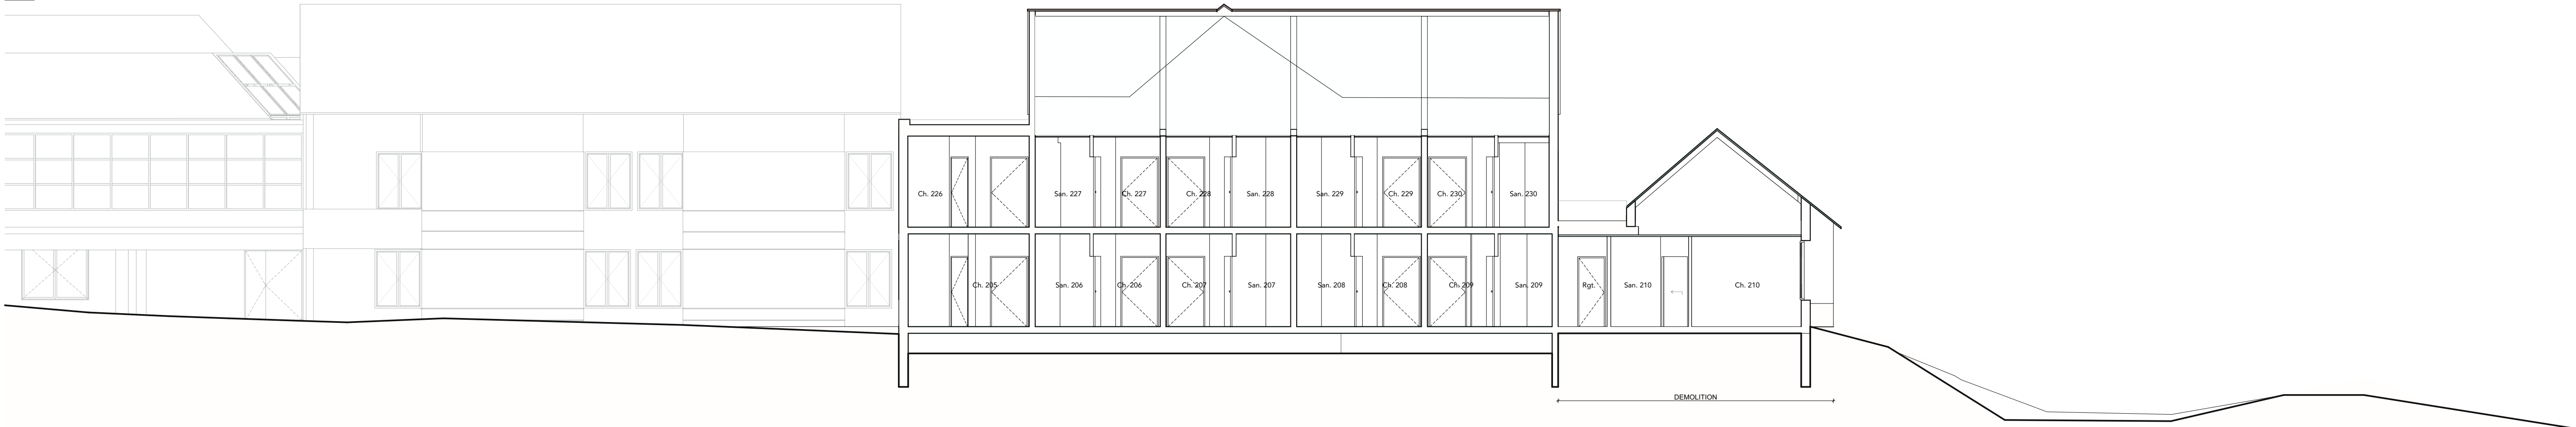 Ch. 226
San. 227
Ch. 227
Ch. 228
San. 228
San. 229
Ch. 229
Ch. 230
San. 230
Ch. 205
San. 206
Ch. 206
Ch. 207
San. 207
San. 208
Ch. 208
Ch. 209
San. 209
Rgt.
San. 210
Ch. 210
DEMOLITION